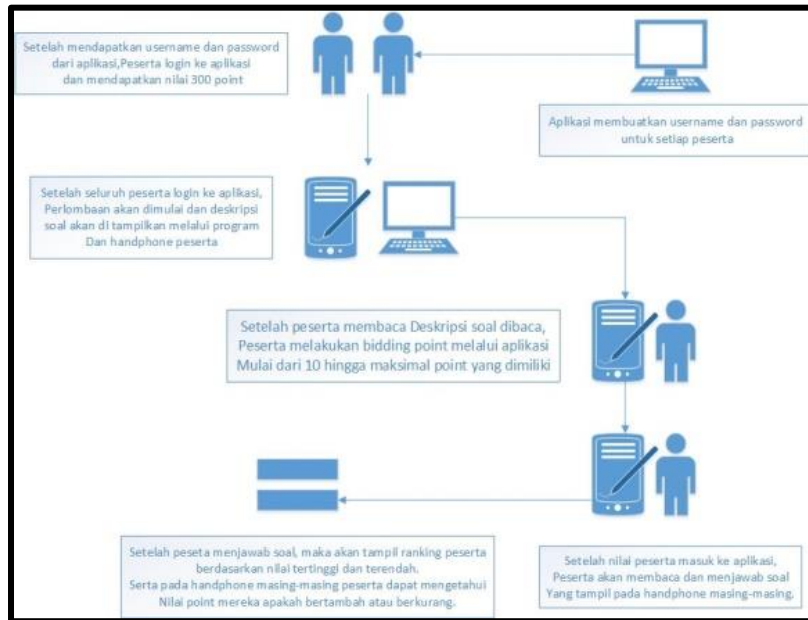 Setelah mendapatkan username dan password
dari aplikasi,Peserta login ke aplikasi
dan mendapatkan nilai 300 point
Aplikasi membuatkan username dan password
untuk setiap peserta
Setelah seluruh peserta login ke aplikasi,
Perlombaan akan dimulai dan deskripsi
soal akan di tampilkan melalui program
Dan handphone peserta
Setelah peserta membaca Deskripsi soal dibaca,
Peserta melakukan bidding point melalui aplikasi
Mulai dari 10 hingga maksimal point yang dimiliki
Setelah peseta menjawab soal, maka akan tampil ranking peserta
berdasarkan nilai tertinggi dan terendah.
Serta pada handphone masing-masing peserta dapat mengetahui
Nilai point mereka apakah bertambah atau berkurang.
Setelah nilai peserta masuk ke aplikasi,
Peserta akan membaca dan menjawab soal
Yang tampil pada handphone masing-masing.